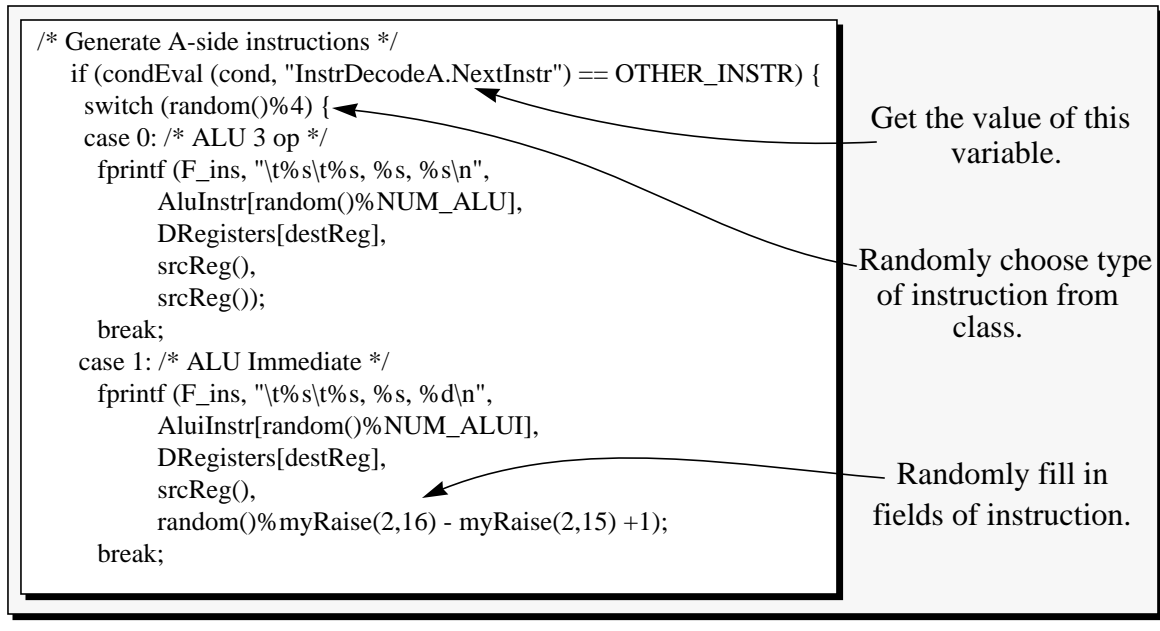 /* Generate A-side instructions */
if (condEval (cond, "InstrDecodeA.NextInstr") == OTHER_INSTR) {
switch (random()%4) {
case 0: /* ALU 3 op */
fprintf (F_ins, "\t%s\t%s, %s, %s\n",
AluInstr[random()%NUM_ALU],
DRegisters[destReg],
srcReg(),
srcReg());
break;
case 1: /* ALU Immediate */
fprintf (F_ins, "\t%s\t%s, %s, %d\n",
AluiInstr[random()%NUM_ALUI],
DRegisters[destReg],
srcReg(),
random()%myRaise(2,16) - myRaise(2,15) +1);
break;
Get the value of this
variable.
Randomly choose type
of instruction from
class.
Randomly fill in
fields of instruction.